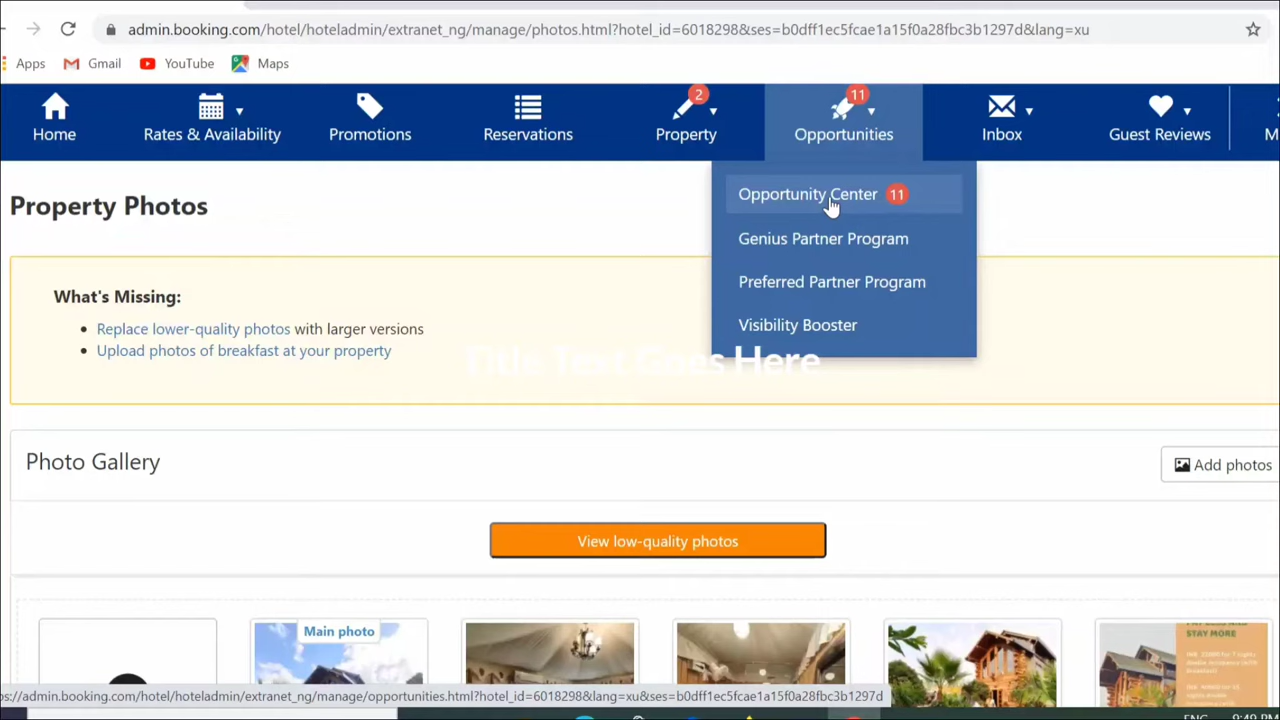 admin.booking.com/hotel/hoteladmin/extranet_ng/manage/photos.html?hotel_id=6018298&ses=b0dff1ec5fcae1a15f0a28fbc3b1297d&lang=xu
Apps Gmail YouTube Maps
2 11
Home Rates & Availability Promotions Reservations Property Opportunities Inbox Guest Reviews M
Opportunity Center 11
Genius Partner Program
Preferred Partner Program
Visibility Booster
Property Photos
What's Missing:
• Replace lower-quality photos with larger versions
• Upload photos of breakfast at your property
Title Text Goes Here
Photo Gallery
Add photos
View low-quality photos
Main photo
STAY MORE
ps://admin.booking.com/hotel/hoteladmin/extranet_ng/manage/opportunities.html?hotel_id=6018298&lang=xu&ses=b0dff1ec5fcae1a15f0a28fbc3b1297d